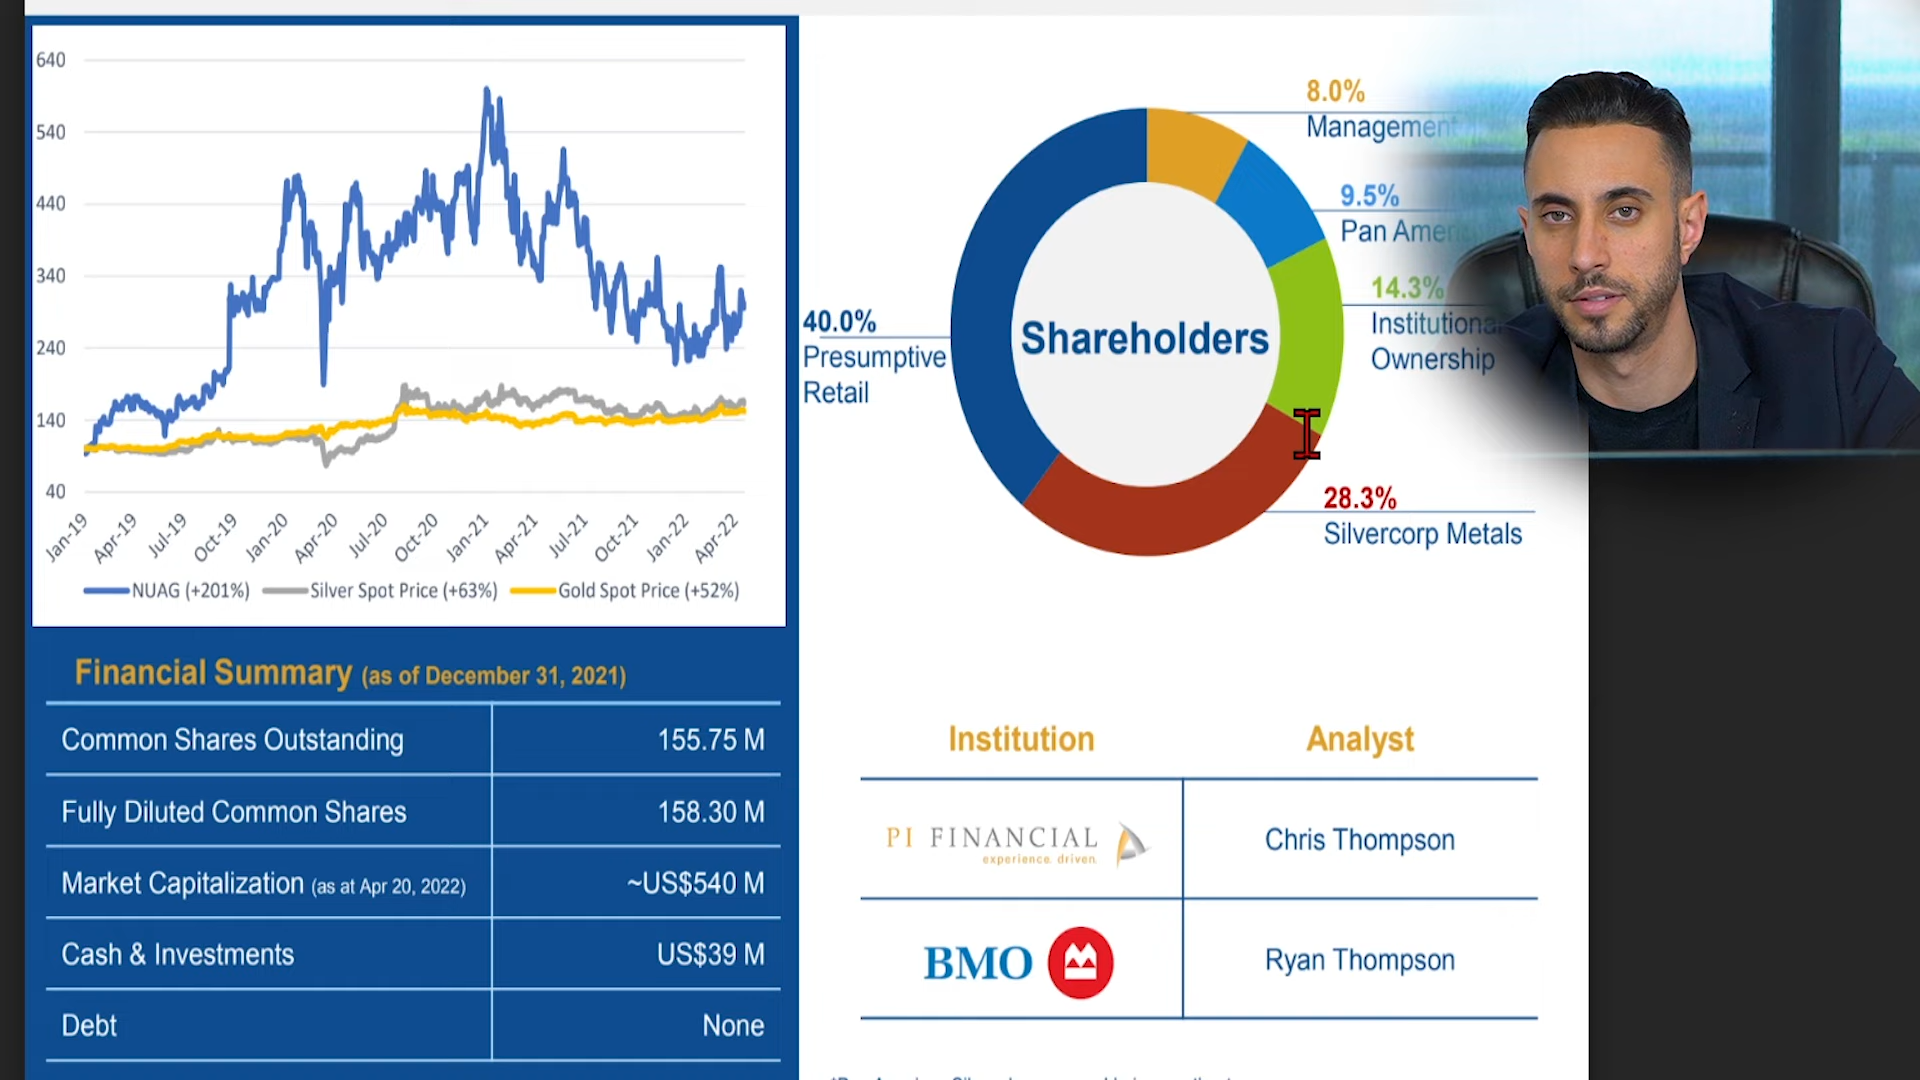 640
540
440
340
240
140
40
Jan-19
Apr-19
Jul-19
Oct-19
Jan-20
Apr-20
Jul-20
Oct-20
Jan-21
Apr-21
Jul-21
Oct-21
Jan-22
Apr-22
NUAG (+201%) Silver Spot Price (+63%) Gold Spot Price (+52%)
8.0%
Management
9.5%
Pan Amer
14.3%
Institutional
Ownership
40.0%
Presumptive
Retail
Shareholders
28.3%
Silvercorp Metals
Financial Summary (as of December 31, 2021)
Common Shares Outstanding 155.75 M
Fully Diluted Common Shares 158.30 M
Market Capitalization (as at Apr 20, 2022) ~US$540 M
Cash & Investments US$39 M
Debt None
Institution Analyst
PI FINANCIAL
experience. driven.
Chris Thompson
BMO
Ryan Thompson